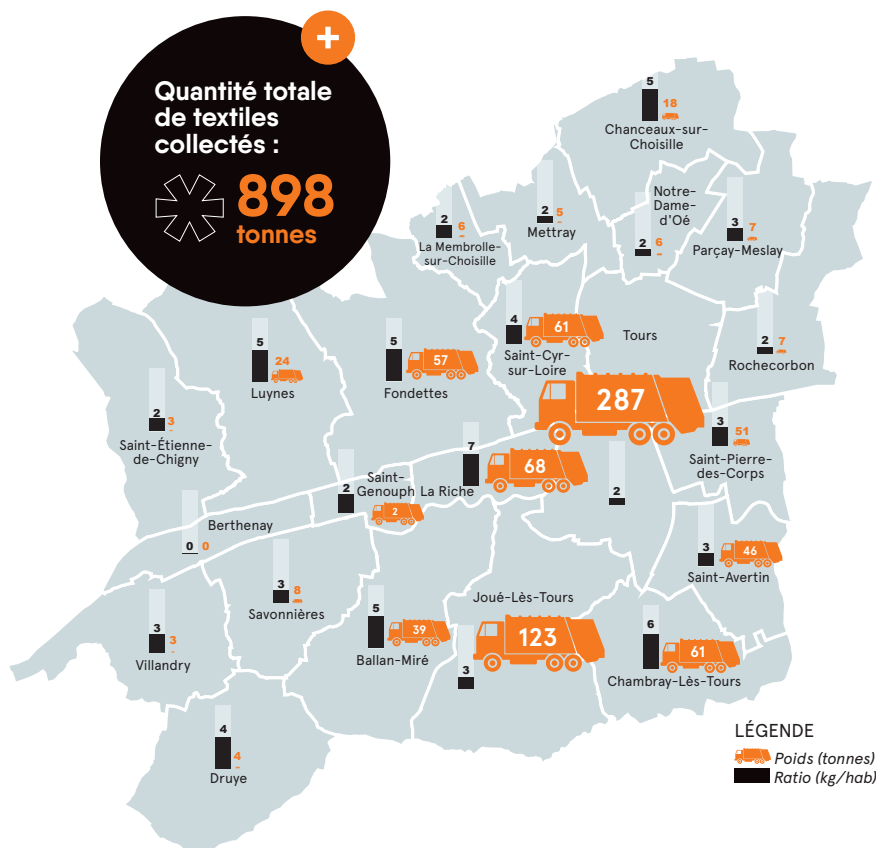 +
Quantité totale
de textiles
collectés :
898
tonnes
5
18
Chanceaux-sur-
Choisille
2
6
La Membrolle-
sur-Choisille
2
5
Mettray
Notre-
Dame-
d'Oé
2
6
3
7
Parçay-Meslay
5
24
Luynes
5
57
Fondettes
4
61
Saint-Cyr-
sur-Loire
Tours
287
2
2
7
Rochecorbon
2
3
Saint-Étienne-
de-Chigny
7
68
La Riche
3
51
Saint-Pierre-
des-Corps
2
Saint-
Genouph
2
Berthenay
0
0
3
8
Savonnières
3
46
Saint-Avertin
3
3
Villandry
5
39
Ballan-Miré
Joué-Lès-Tours
123
3
6
61
Chambray-Lès-Tours
4
4
Druye
LÉGENDE
Poids (tonnes)
Ratio (kg/hab)